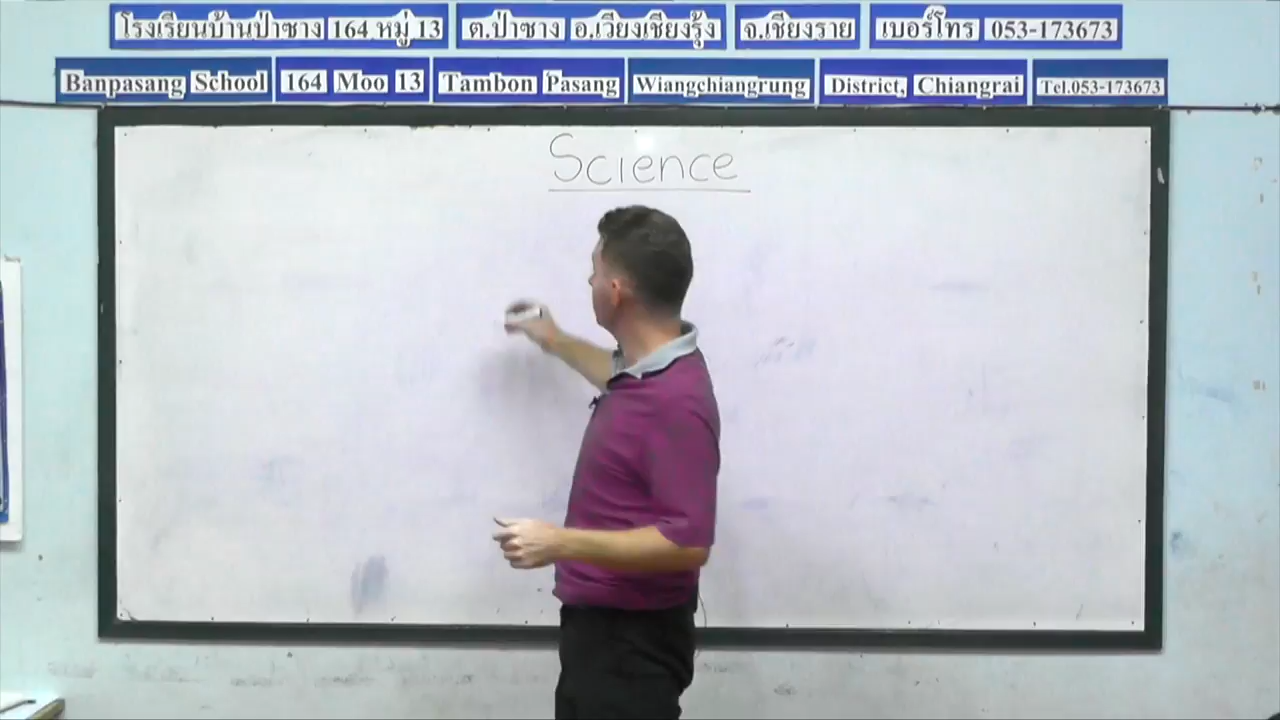 โรงเรียนบ้านป่าซาง 164 หมู่ 13 ต.ป่าซาง อ.เวียงเชียงรุ้ง จ.เชียงราย เบอร์โทร 053-173673
Banpasang School 164 Moo 13 Tambon Pasang Wiangchiangrung District, Chiangrai Tel.053-173673
Science